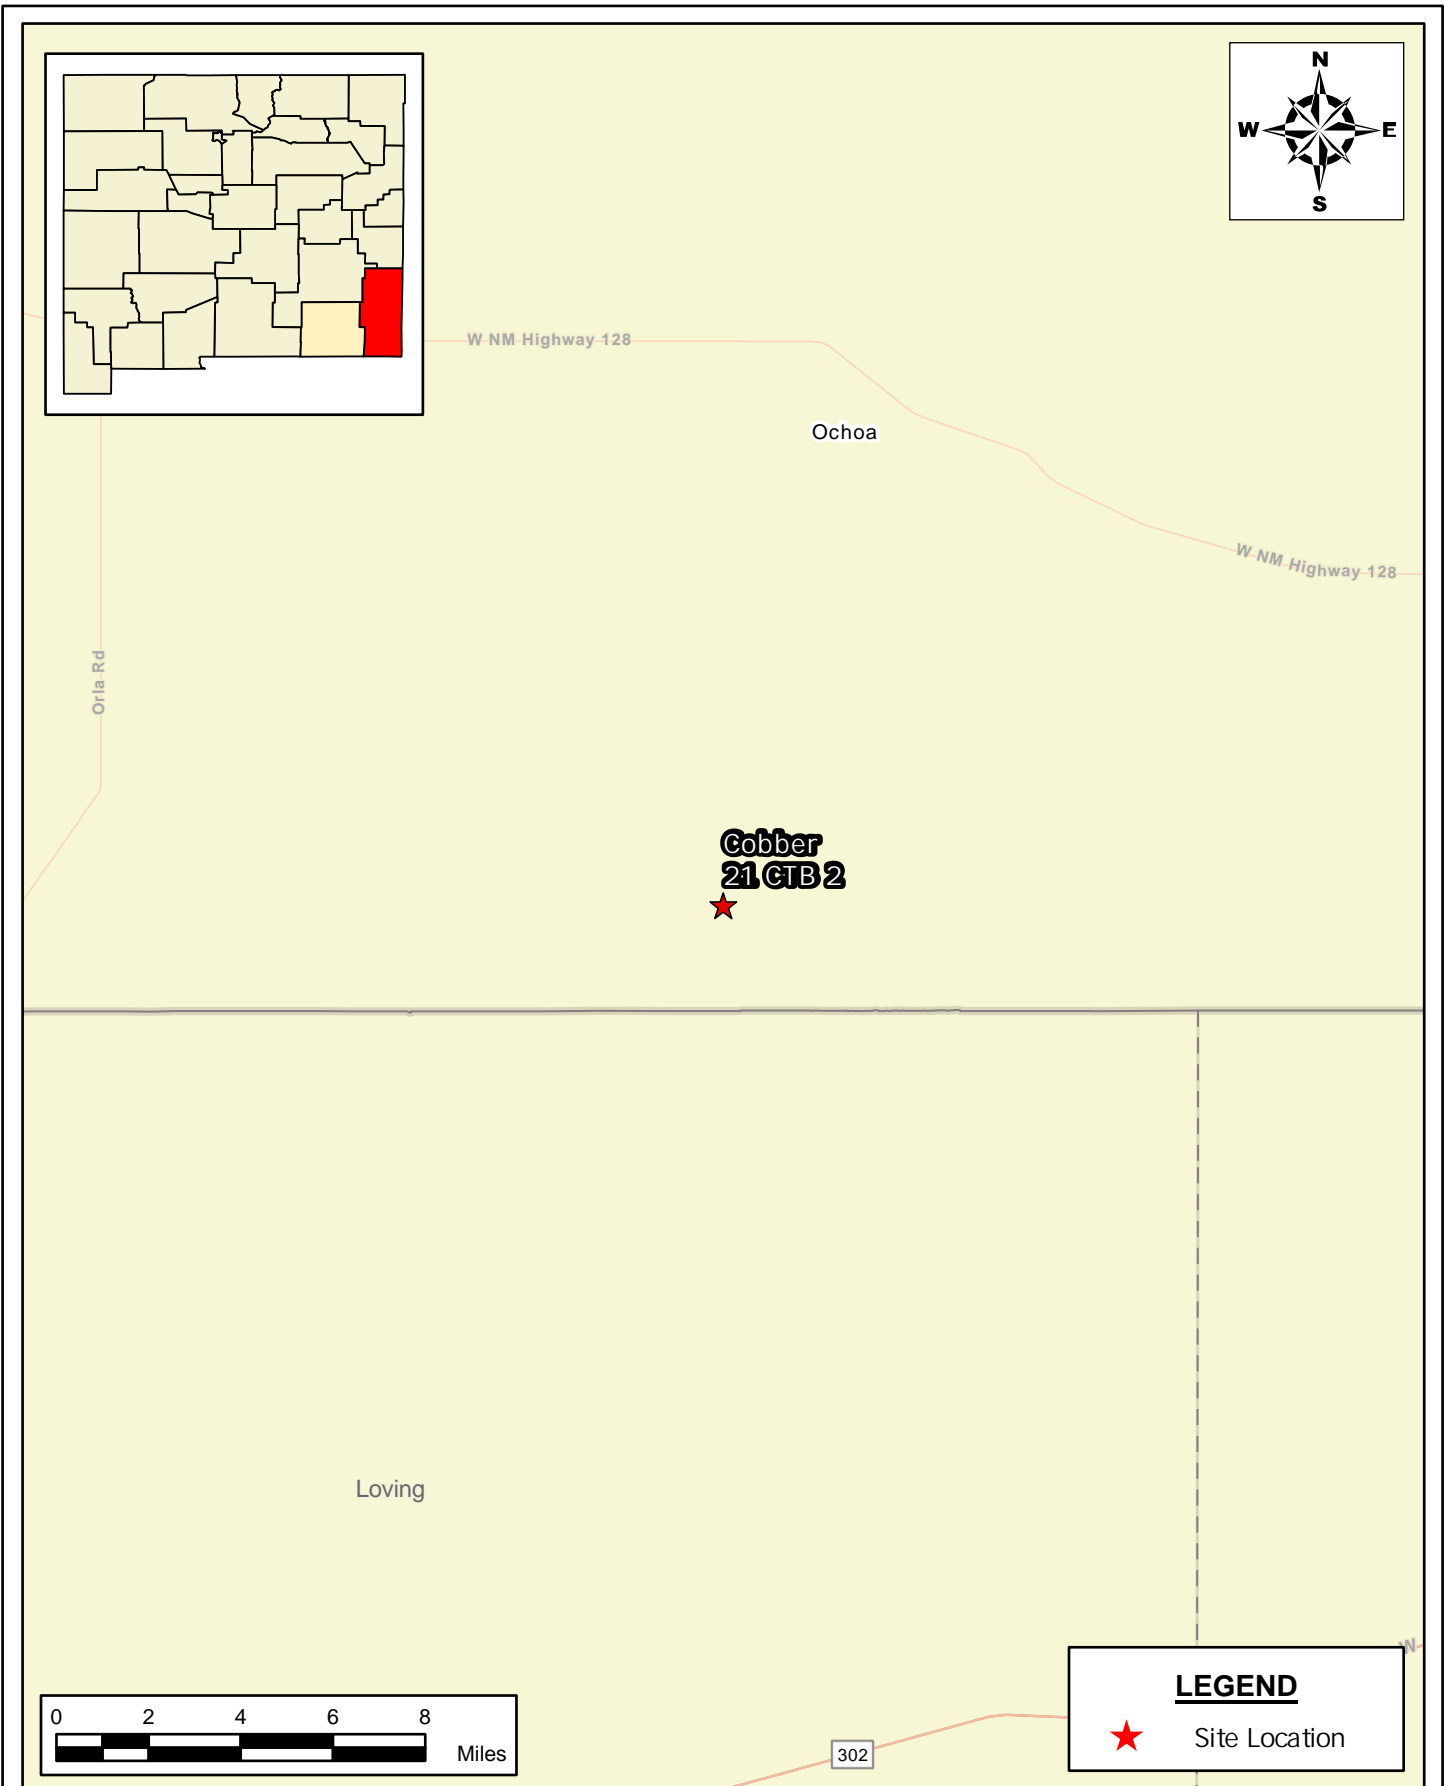 N
W E
S
W NM Highway 128
Ochoa
W NM Highway 128
Orla Rd
Cobber
21 CTB 2
Loving
W
LEGEND
Site Location
0 2 4 6 8
Miles
302